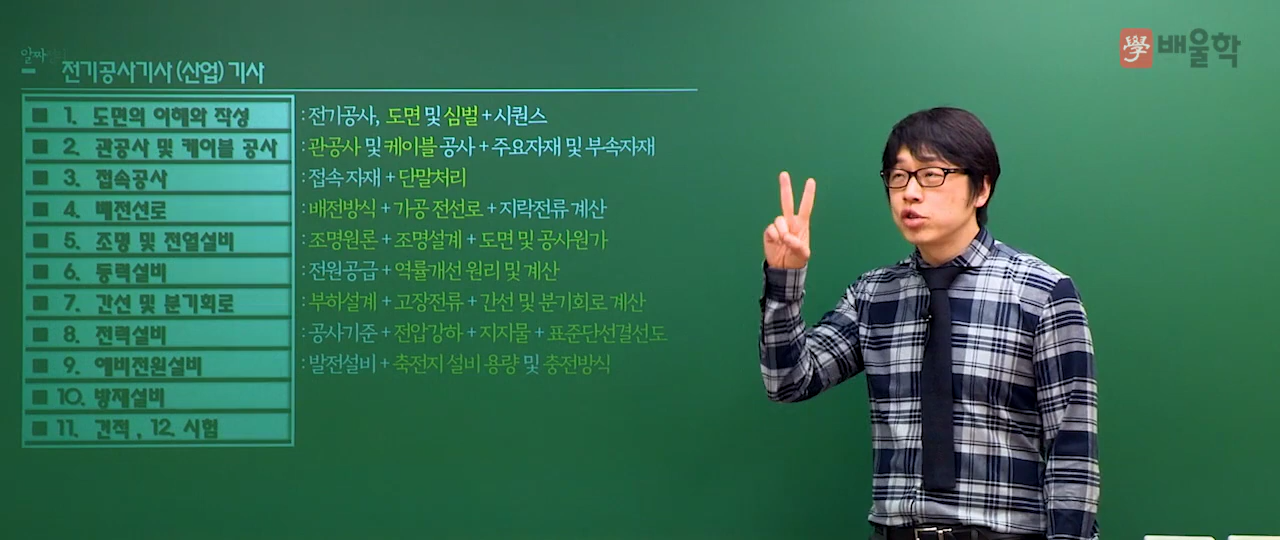 學 배울학
알짜
전기공사기사 (산업) 기사
1. 도면의 이해와 작성 : 전기공사, 도면 및 심벌 + 시퀀스
2. 관공사 및 케이블 공사 : 관공사 및 케이블 공사 + 주요자재 및 부속자재
3. 접속공사 : 접속 자재 + 단말처리
4. 배전선로 : 배전방식 + 가공 전선로 + 지락전류 계산
5. 조명 및 전열설비 : 조명원론 + 조명설계 + 도면 및 공사원가
6. 동력설비 : 전원공급 + 역률개선 원리 및 계산
7. 간선 및 분기회로 : 부하설계 + 고장전류 + 간선 및 분기회로 계산
8. 전력설비 : 공사기준 + 전압강하 + 지지물 + 표준단선결선도
9. 예비전원설비 : 발전설비 + 축전지 설비 용량 및 충전방식
10. 방재설비
11. 견적 , 12. 시험